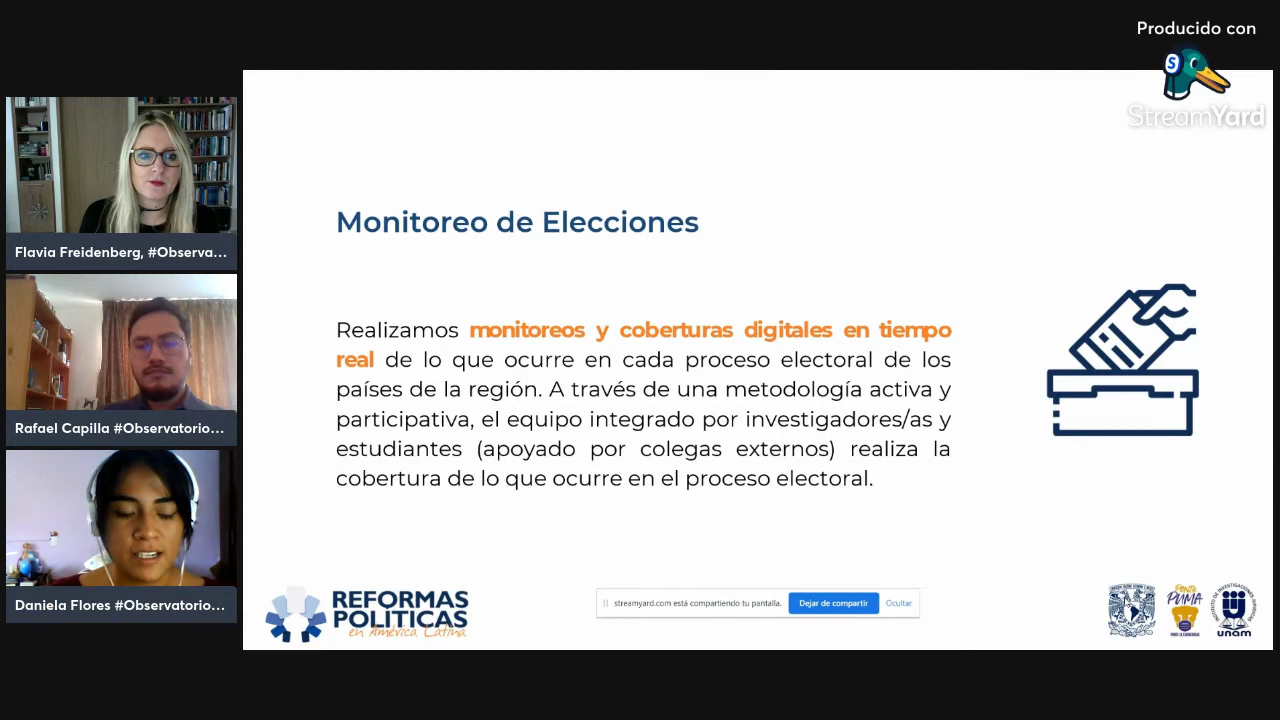 Producido con
StreamYard
Flavia Freidenberg, #Observa...
Rafael Capilla #Observatorio...
Daniela Flores #Observatorio...
Monitoreo de Elecciones
Realizamos monitoreos y coberturas digitales en tiempo
real de lo que ocurre en cada proceso electoral de los
países de la región. A través de una metodología activa y
participativa, el equipo integrado por investigadores/as y
estudiantes (apoyado por colegas externos) realiza la
cobertura de lo que ocurre en el proceso electoral.
REFORMAS
POLITICAS
en América Latina
streamyard.com está compartiendo tu pantalla.
Dejar de compartir
Ocultar
PONTE
PUMA
unam